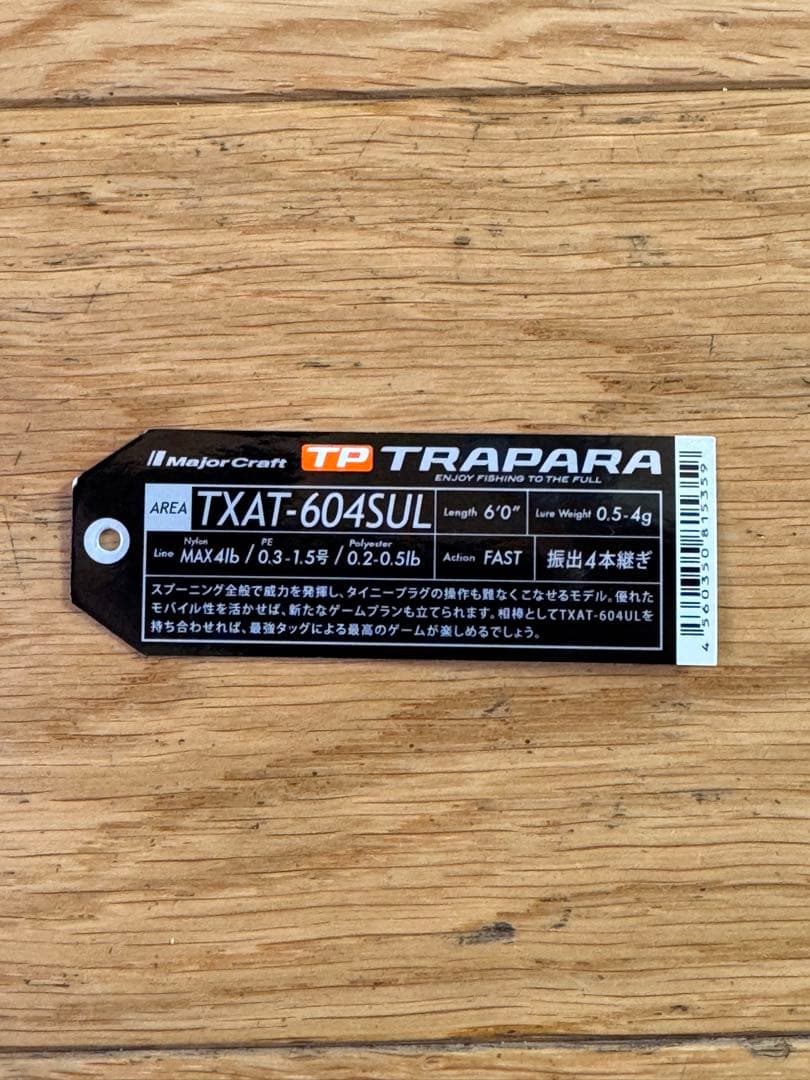 MajorCraft TP TRAPARA
ENJOY FISHING TO THE FULL
AREA TXAT-604SUL Length 6'0" Lure Weight 0.5-4g
Line Nylon MAX4lb / PE 0.3-1.5号 / Polyester 0.2-0.5lb Action FAST 振出4本継ぎ
スプーニング全般で威力を発揮し、タイニープラグの操作も難なくこなせるモデル。優れた
モバイル性を活かせば、新たなゲームプランも立てられます。相棒としてTXAT-604ULを
持ち合わせれば、最強タッグによる最高のゲームが楽しめるでしょう。
4 560350 815359